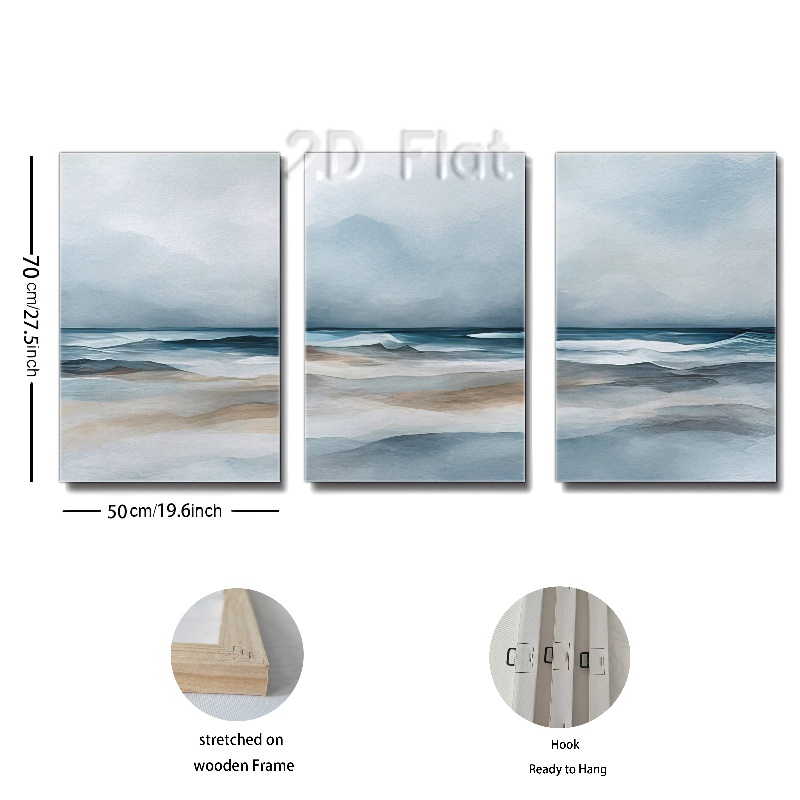 2D Flat
70 cm/27.5inch
50cm/19.6inch
stretched on
wooden Frame
Hook
Ready to Hang